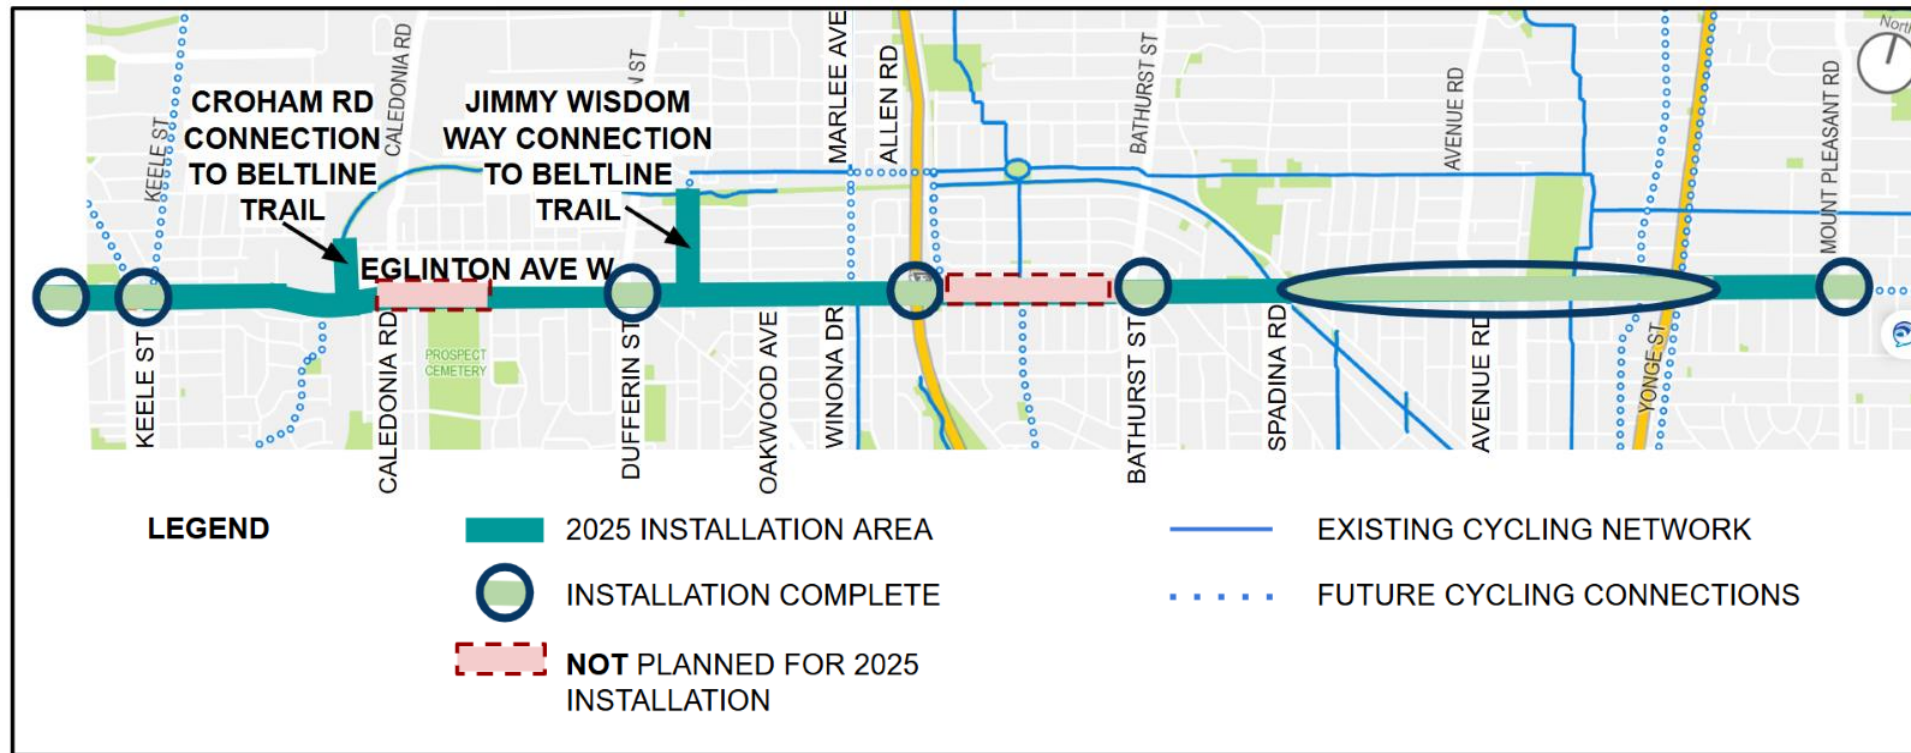 MARLEE AVE
ALLEN RD
CALEDONIA RD
N ST
BATHURST ST
AVENUE RD
MOUNT PLEASANT RD
North
KEELE ST
CROHAM RD
CONNECTION
TO BELTLINE
TRAIL
JIMMY WISDOM
WAY CONNECTION
TO BELTLINE
TRAIL
EGLINTON AVE W
PROSPECT
CEMETERY
KEELE ST
CALEDONIA RD
DUFFERIN ST
OAKWOOD AVE
WINONA DR
BATHURST ST
SPADINA RD
AVENUE RD
YONGE ST
LEGEND
2025 INSTALLATION AREA
INSTALLATION COMPLETE
NOT PLANNED FOR 2025
INSTALLATION
EXISTING CYCLING NETWORK
FUTURE CYCLING CONNECTIONS